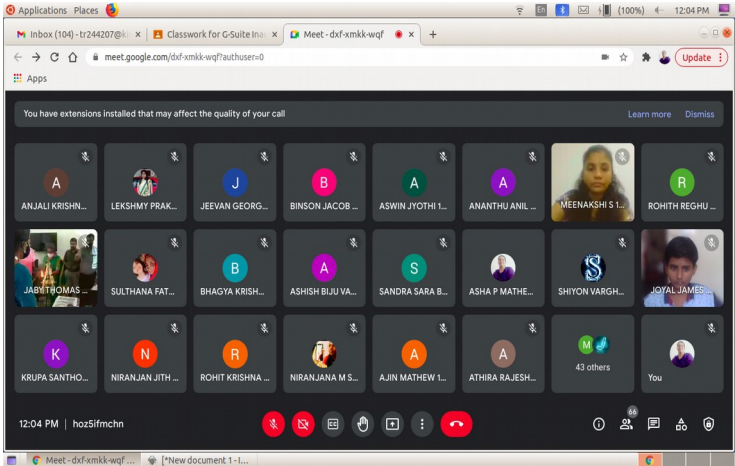 Applications Places En (100%) 12:04 PM
Inbox (104) - tr244207@ki Classwork for G-Suite Ina Meet - dxf-xmkk-wqf
meet.google.com/dxf-xmkk-wqf?authuser=0 Update
Apps
You have extensions installed that may affect the quality of your call Learn more Dismiss
A L J B A A R
ANJALI KRISHN... LEKSHMY PRAK... JEEVAN GEORG... BINSON JACOB ... ASWIN JYOTHI 1... ANANTHU ANIL ... MEENAKSHI S 1... ROHITH REGHU ...
B A S S
JABY THOMAS ... SULTHANA FAT... BHAGYA KRISH... ASHISH BIJU VA... SANDRA SARA B... ASHA P MATHE... SHIYON VARGH... JOYAL JAMES ...
K N R A A M
43 others
KRUPA SANTHO... NIRANJAN JITH ... ROHIT KRISHNA ... NIRANJANA M S... AJIN MATHEW 1... ATHIRA RAJESH... You
66
12:04 PM | hoz5ifmchn CC
Meet - dxf-xmkk-wqf ... [*New document 1 - I...